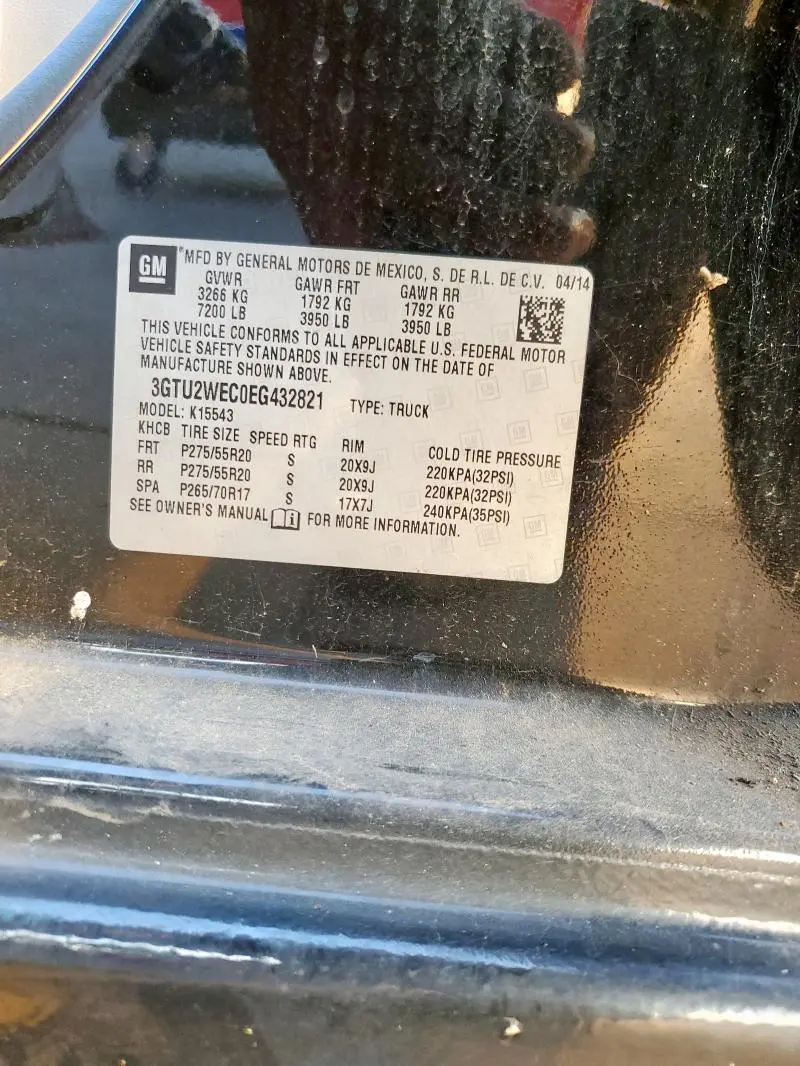 GM
®MFD BY GENERAL MOTORS DE MEXICO, S. DE R.L. DE C.V. 04/14
GVWR GAWR FRT GAWR RR
3266 KG 1792 KG 1792 KG
7200 LB 3950 LB 3950 LB
THIS VEHICLE CONFORMS TO ALL APPLICABLE U.S. FEDERAL MOTOR
VEHICLE SAFETY STANDARDS IN EFFECT ON THE DATE OF
MANUFACTURE SHOWN ABOVE.
3GTU2WEC0EG432821 TYPE: TRUCK
MODEL: K15543
KHCB TIRE SIZE SPEED RTG RIM COLD TIRE PRESSURE
FRT P275/55R20 S 20X9J 220KPA(32PSI)
RR P275/55R20 S 20X9J 220KPA(32PSI)
SPA P265/70R17 S 17X7J 240KPA(35PSI)
SEE OWNER'S MANUAL FOR MORE INFORMATION.